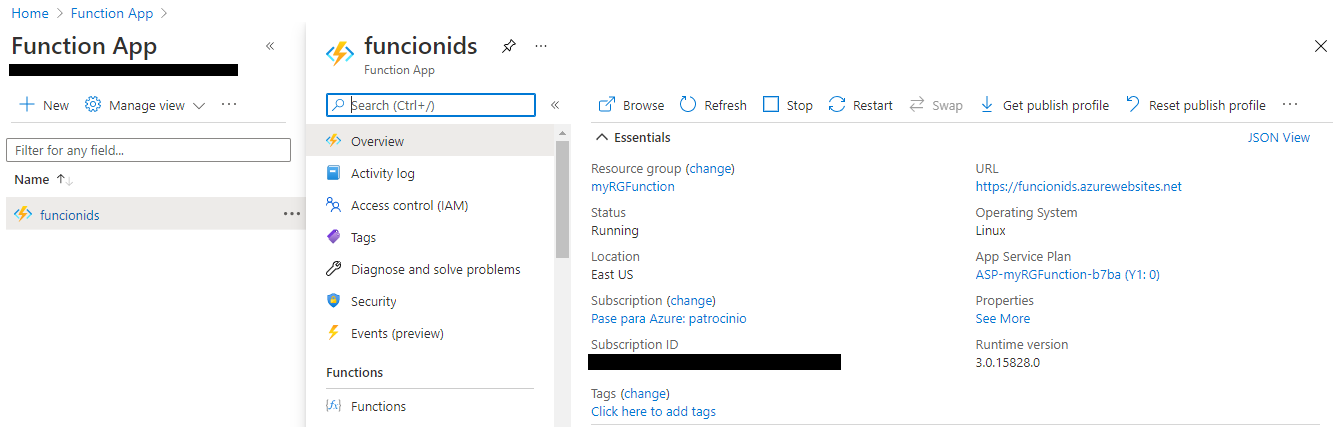 Home > Function App >
Function App
«
New
Manage view
...
Filter for any field...
Name ↑↓
funcionids
...
funcionids
...
Function App
Search (Ctrl+/)
«
Overview
Activity log
Access control (IAM)
Tags
Diagnose and solve problems
Security
Events (preview)
Functions
Functions
Browse
Refresh
Stop
Restart
Swap
Get publish profile
Reset publish profile
...
Essentials
JSON View
Resource group (change)
myRGFunction
Status
Running
Location
East US
Subscription (change)
Pase para Azure: patrocinio
Subscription ID
Tags (change)
Click here to add tags
URL
https://funcionids.azurewebsites.net
Operating System
Linux
App Service Plan
ASP-myRGFunction-b7ba (Y1: 0)
Properties
See More
Runtime version
3.0.15828.0